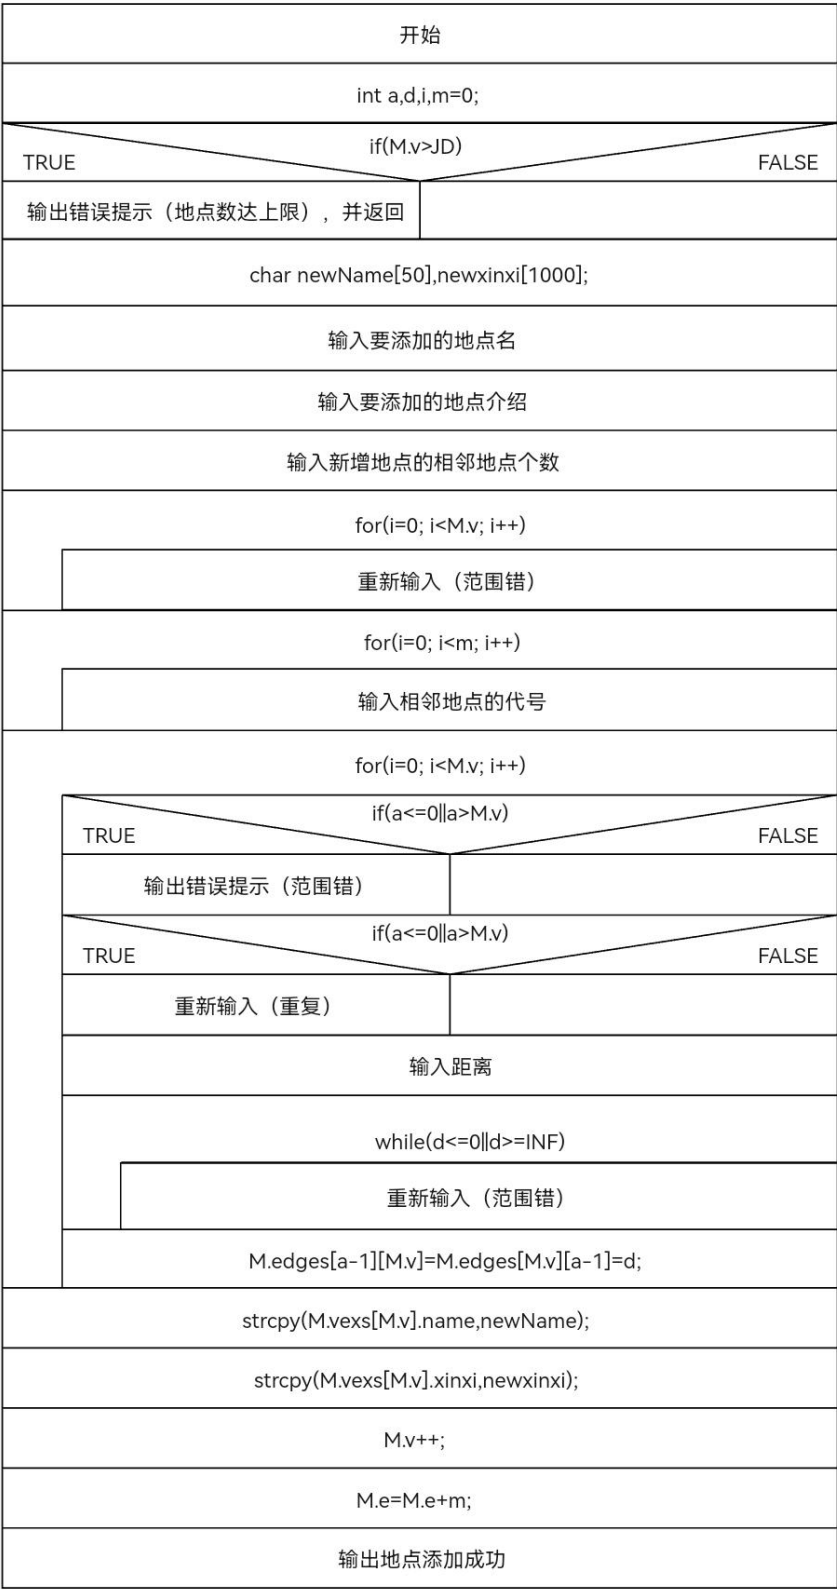 开始
int a,d,i,m=0;
if(M.v>JD)
TRUE
FALSE
输出错误提示（地点数达上限），并返回
char newName[50],newxinxi[1000];
输入要添加的地点名
输入要添加的地点介绍
输入新增地点的相邻地点个数
for(i=0; i<M.v; i++)
重新输入（范围错）
for(i=0; i<m; i++)
输入相邻地点的代号
for(i=0; i<M.v; i++)
if(a<=0||a>M.v)
TRUE
FALSE
输出错误提示（范围错）
if(a<=0||a>M.v)
TRUE
FALSE
重新输入（重复）
输入距离
while(d<=0||d>=INF)
重新输入（范围错）
M.edges[a-1][M.v]=M.edges[M.v][a-1]=d;
strcpy(M.vexs[M.v].name,newName);
strcpy(M.vexs[M.v].xinxi,newxinxi);
M.v++;
M.e=M.e+m;
输出地点添加成功